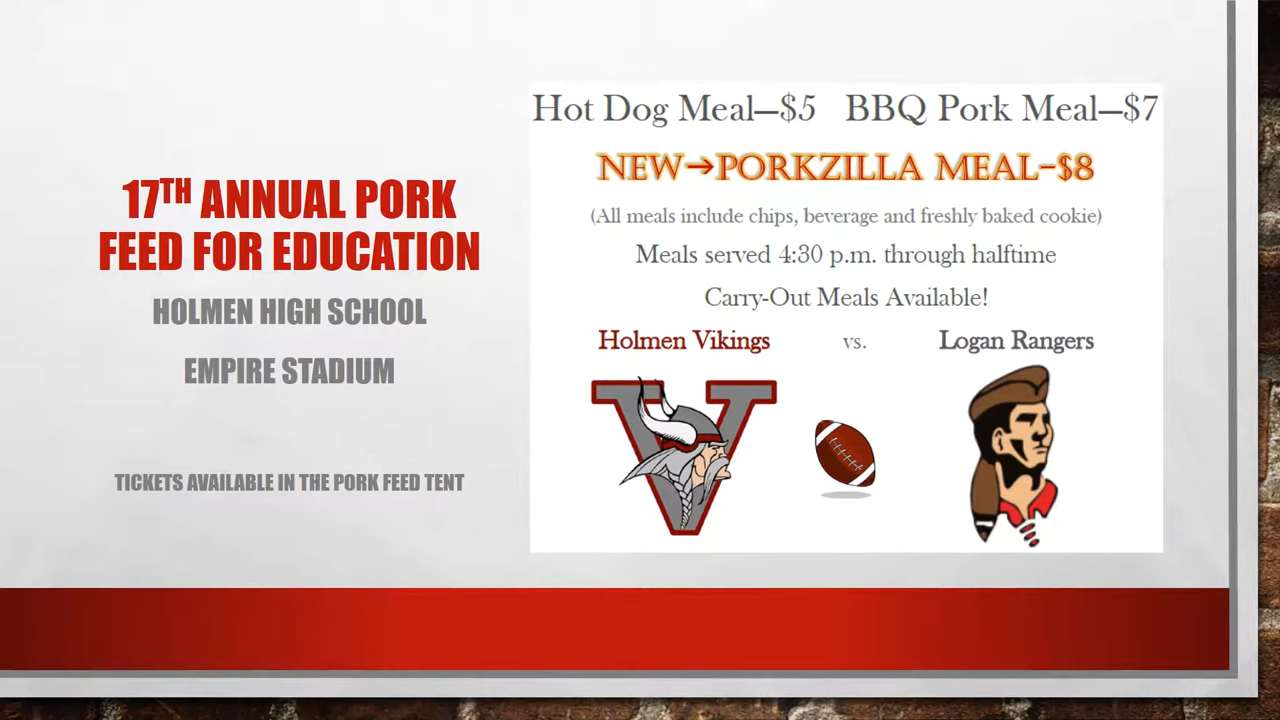 17TH ANNUAL PORK
FEED FOR EDUCATION
HOLMEN HIGH SCHOOL
EMPIRE STADIUM
TICKETS AVAILABLE IN THE PORK FEED TENT
Hot Dog Meal—$5 BBQ Pork Meal—$7
NEW→PORKZILLA MEAL–$8
(All meals include chips, beverage and freshly baked cookie)
Meals served 4:30 p.m. through halftime
Carry-Out Meals Available!
Holmen Vikings vs. Logan Rangers
V